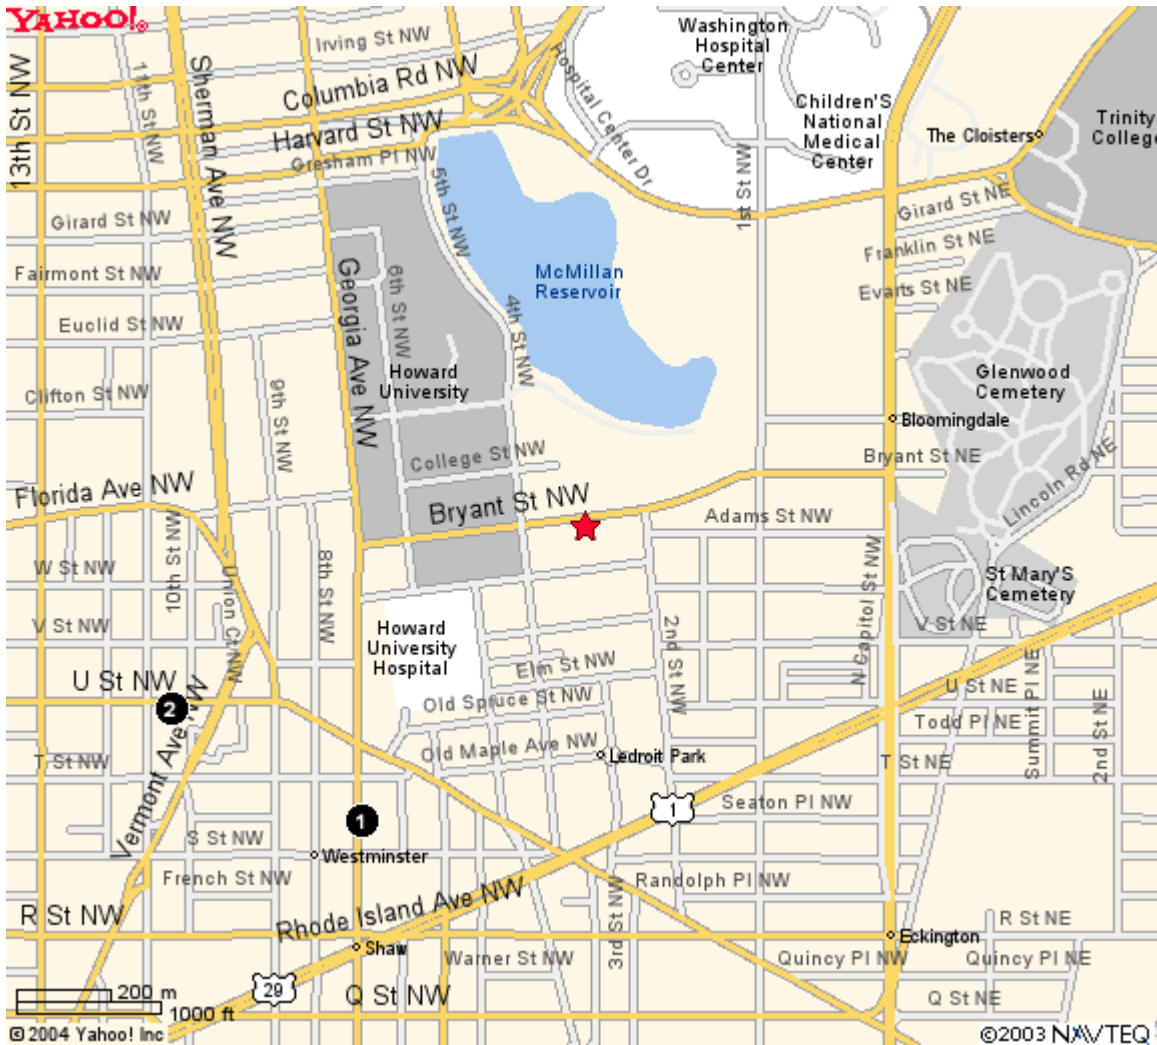 YAHOO!
Irving St NW
Washington
Hospital
Center
Columbia Rd NW
Harvard St NW
Gresham Pl NW
13th St NW
11th St NW
Sherman Ave NW
Hospital Center Dr
Children'S
National
Medical
Center
The Cloisters
Trinity
College
1st St NW
5th St NW
Girard St NW
Girard St NE
Franklin St NE
Evarts St NE
Fairmont St NW
Georgia Ave NW
6th St NW
4th St NW
McMillan
Reservoir
Euclid St NW
Howard
University
Glenwood
Cemetery
Clifton St NW
9th St NW
Bloomingdale
College St NW
Bryant St NE
Lincoln Rd NE
Florida Ave NW
Bryant St NW
Adams St NW
10th St NW
8th St NW
W St NW
Union Ct NW
N Capitol St NW
St Mary'S
Cemetery
V St NW
V St NE
Howard
University
Hospital
2nd St NW
Elm St NW
U St NW
Old Spruce St NW
U St NE
Todd Pl NE
Summit Pl NE
2nd St NE
2
Vermont Ave NW
Old Maple Ave NW
Ledroit Park
T St NW
T St NE
1
1
Seaton Pl NW
S St NW
Westminster
French St NW
Randolph Pl NW
R St NW
Rhode Island Ave NW
3rd St NW
R St NE
Shaw
Eckington
Warner St NW
Quincy Pl NW
Quincy Pl NE
29
Q St NW
Q St NE
200 m
1000 ft
© 2004 Yahoo! Inc
©2003 NAVTEQ